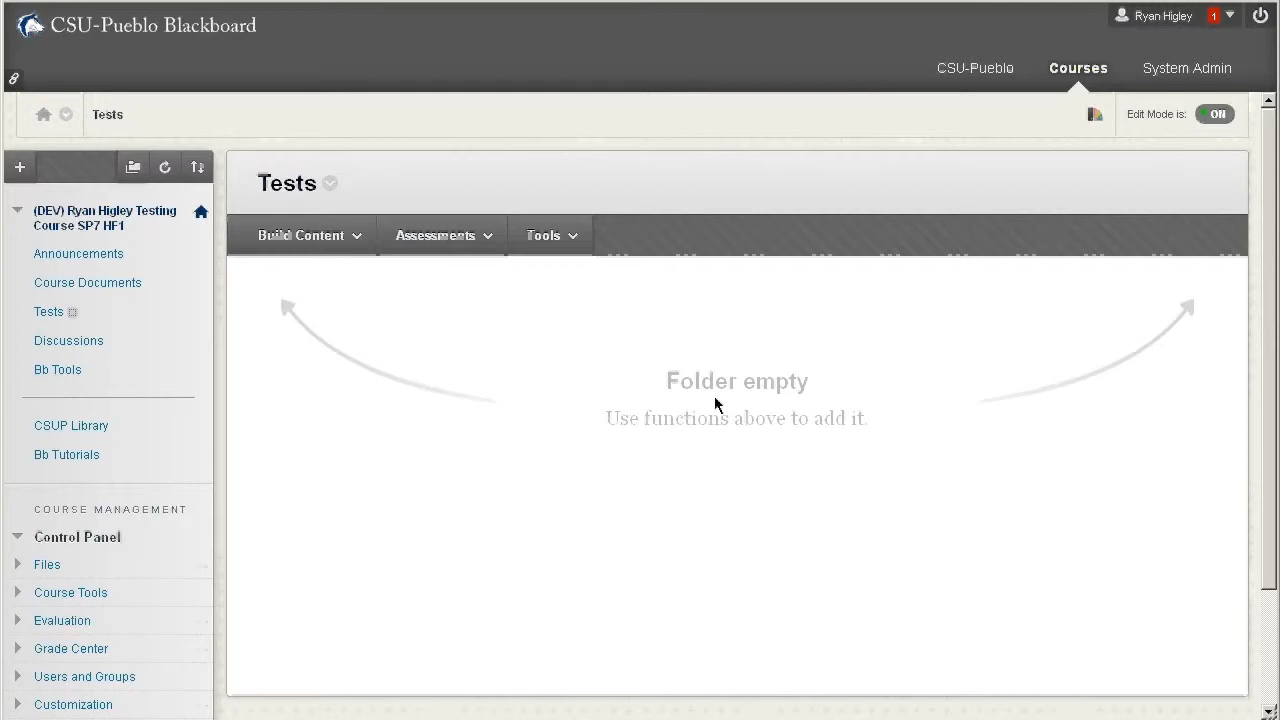 CSU-Pueblo Blackboard
Ryan Higley 1
CSU-Pueblo Courses System Admin
Tests
Edit Mode is: ON
(DEV) Ryan Higley Testing
Course SP7 HF1
Announcements
Course Documents
Tests
Discussions
Bb Tools
CSUP Library
Bb Tutorials
COURSE MANAGEMENT
Control Panel
Files
Course Tools
Evaluation
Grade Center
Users and Groups
Customization
Tests
Build Content Assessments Tools
Folder empty
Use functions above to add it.